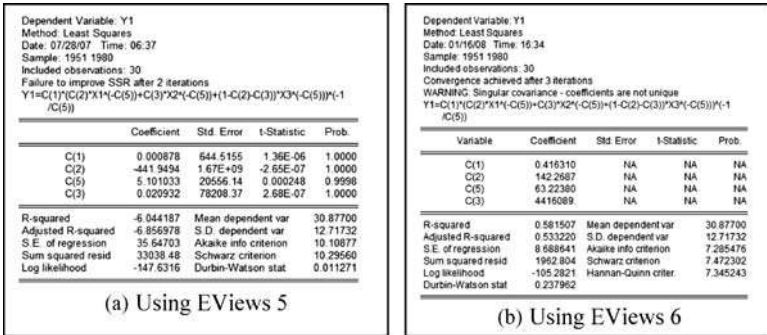 Dependent Variable: Y1
Method: Least Squares
Date: 07/28/07 Time: 06:37
Sample: 1951 1980
Included observations: 30
Failure to improve SSR after 2 iterations
Y1=C(1)*(C(2)*X1^(-C(5))+C(3)*X2^(-C(5))+(1-C(2)-C(3))*X3^(-C(5)))^(-1
/C(5))
Coefficient Std. Error t-Statistic Prob.
C(1) 0.000878 644.5155 1.36E-06 1.0000
C(2) -441.9494 1.67E+09 -2.65E-07 1.0000
C(5) 5.101033 20556.14 0.000248 0.9998
C(3) 0.020932 78208.37 2.68E-07 1.0000
R-squared -6.044187 Mean dependent var 30.87700
Adjusted R-squared -6.856978 S.D. dependent var 12.71732
S.E. of regression 35.64703 Akaike info criterion 10.10877
Sum squared resid 33038.48 Schwarz criterion 10.29560
Log likelihood -147.6316 Durbin-Watson stat 0.011271
(a) Using EViews 5
Dependent Variable: Y1
Method: Least Squares
Date: 01/16/08 Time: 16:34
Sample: 1951 1980
Included observations: 30
Convergence achieved after 3 iterations
WARNING: Singular covariance - coefficients are not unique
Y1=C(1)*(C(2)*X1^(-C(5))+C(3)*X2^(-C(5))+(1-C(2)-C(3))*X3^(-C(5)))^(-1
/C(5))
Variable Coefficient Std. Error t-Statistic Prob.
C(1) 0.416310 NA NA NA
C(2) 142.2687 NA NA NA
C(5) 63.22380 NA NA NA
C(3) 4416089. NA NA NA
R-squared 0.581507 Mean dependent var 30.87700
Adjusted R-squared 0.533220 S.D. dependent var 12.71732
S.E. of regression 8.688641 Akaike info criterion 7.285476
Sum squared resid 1962.804 Schwarz criterion 7.472302
Log likelihood -105.2821 Hannan-Quinn criter. 7.345243
Durbin-Watson stat 0.237962
(b) Using EViews 6